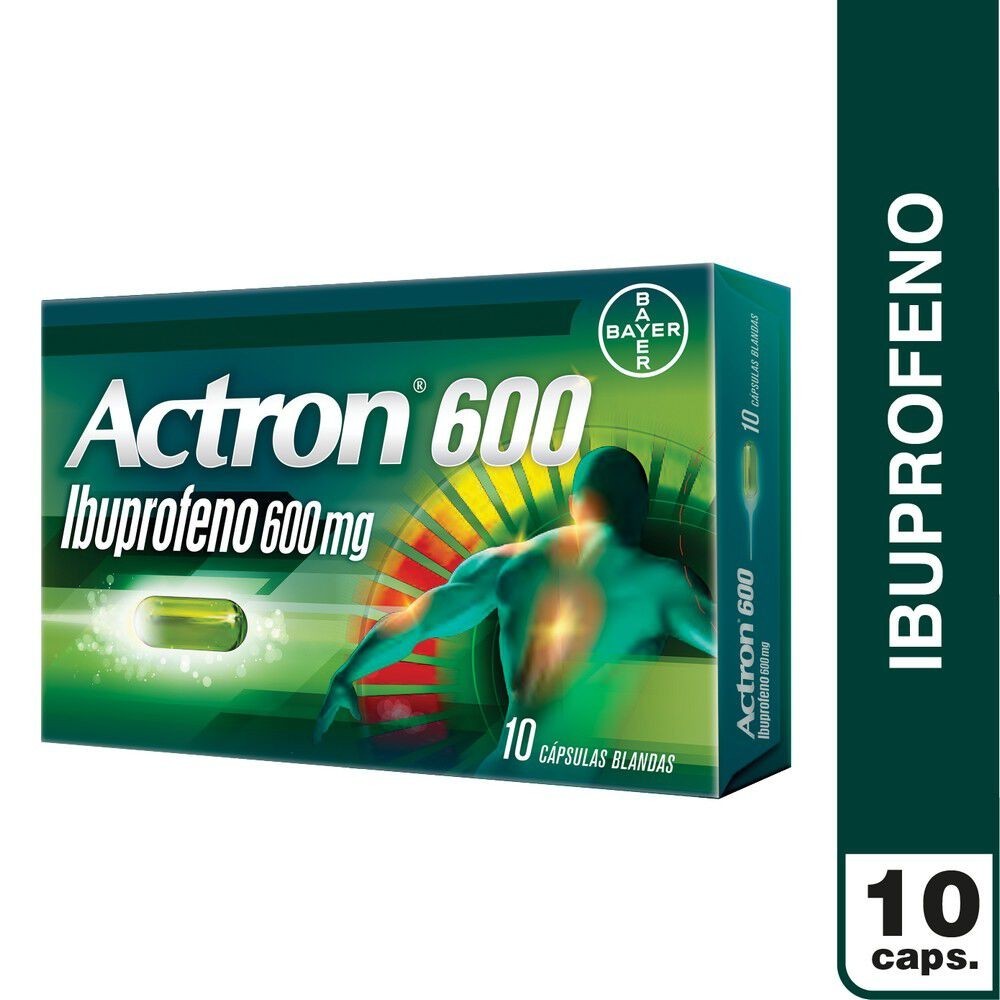 BAYER
BAYER
Actron® 600
Ibuprofeno 600 mg
10 CÁPSULAS BLANDAS
10 CÁPSULAS BLANDAS
Actron® 600
Ibuprofeno 600 mg
IBUPROFENO
10
caps.